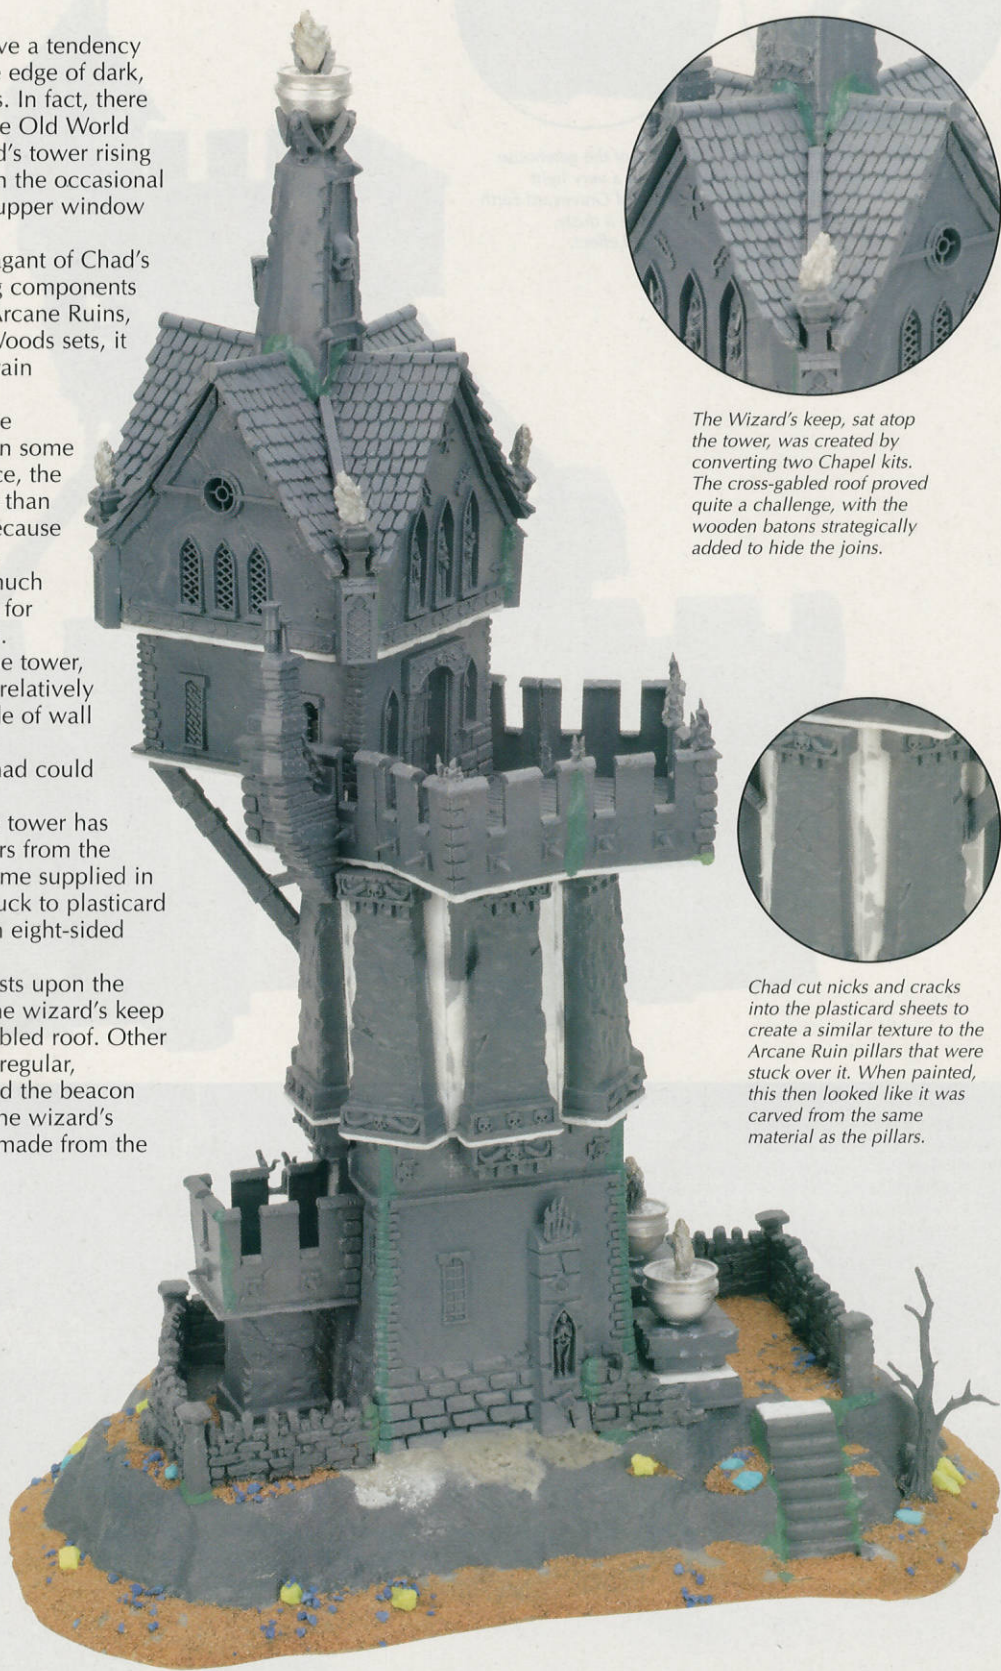 ve a tendency
edge of dark,
. In fact, there
e Old World
d's tower rising
the occasional
upper window
gant of Chad's
components
Arcane Ruins,
Woods sets, it
ain
e
n some
ce, the
than
ecause
uch
for
.
e tower,
relatively
le of wall
had could
tower has
rs from the
me supplied in
uck to plasticard
eight-sided
sts upon the
he wizard's keep
bled roof. Other
regular,
d the beacon
he wizard's
made from the
The Wizard's keep, sat atop
the tower, was created by
converting two Chapel kits.
The cross-gabled roof proved
quite a challenge, with the
wooden batons strategically
added to hide the joins.
Chad cut nicks and cracks
into the plasticard sheets to
create a similar texture to the
Arcane Ruin pillars that were
stuck over it. When painted,
this then looked like it was
carved from the same
material as the pillars.